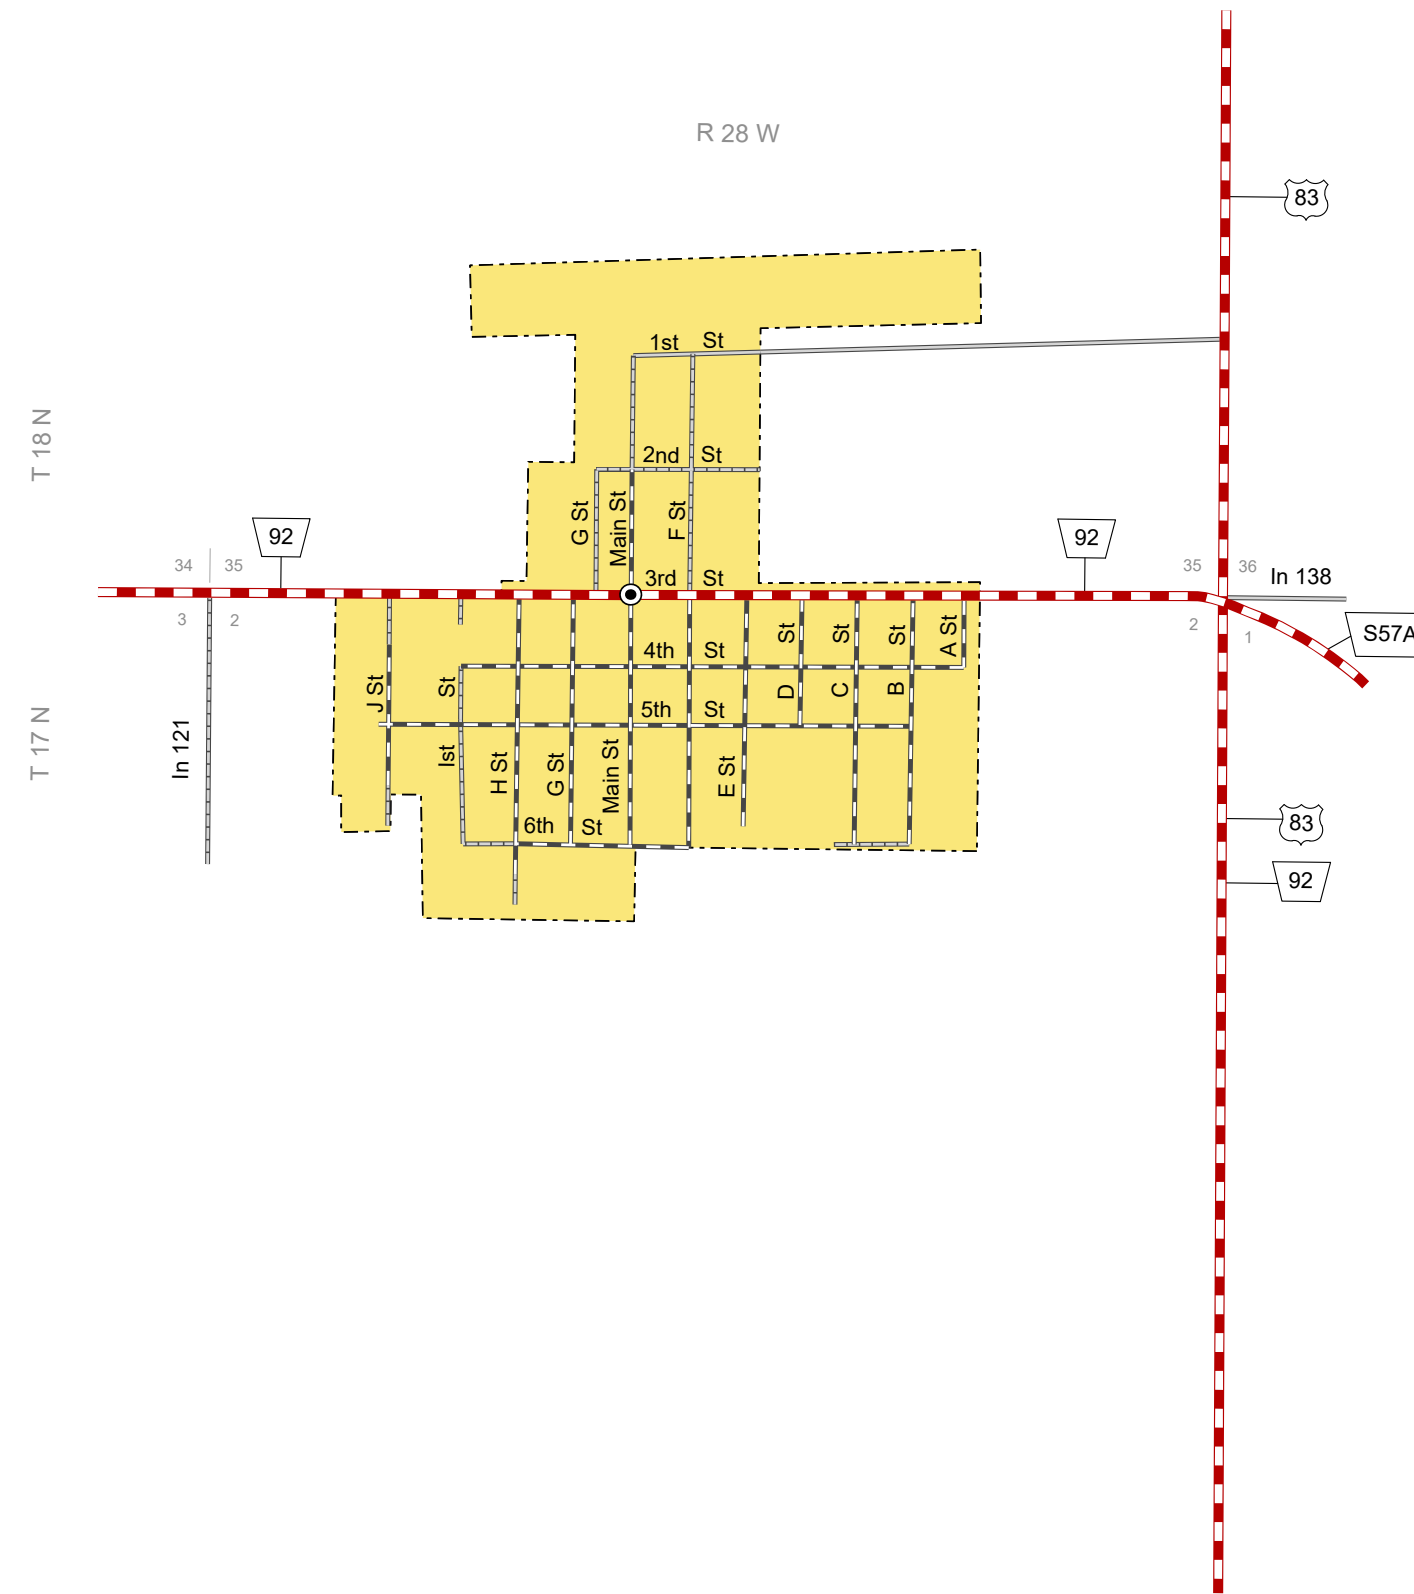 R 28 W
83
1st St
T 18 N
2nd St
G St
Main St
F St
92
92
34 35
3rd St
35 36
In 138
3 2
2 1
S57A
4th St
St
St
St
A St
D
C
B
J St
St
Ist
5th St
T 17 N
In 121
H St
G St
Main St
E St
6th St
83
92